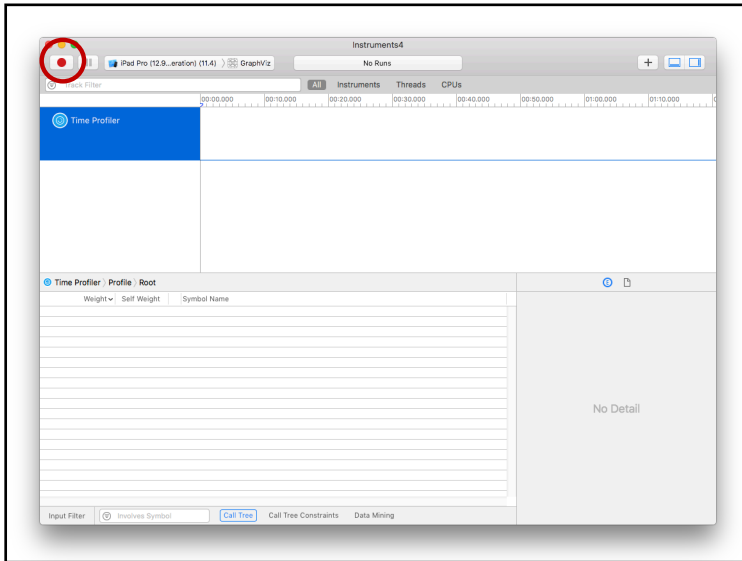 Instruments4
iPad Pro (12.9...eration) (11.4) GraphViz No Runs
Track Filter All Instruments Threads CPUs
00:00.000 00:10.000 00:20.000 00:30.000 00:40.000 00:50.000 01:00.000 01:10.000
Time Profiler
Time Profiler Profile Root
Weight Self Weight Symbol Name
No Detail
Input Filter Involves Symbol Call Tree Call Tree Constraints Data Mining